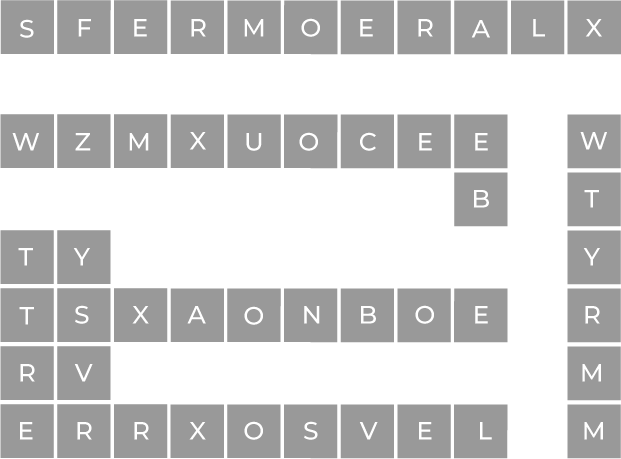 SFERMOERALX
WZMXUOCEE W
B T
TY Y
TSXAONBOE R
RV M
ERRXOSVEL M